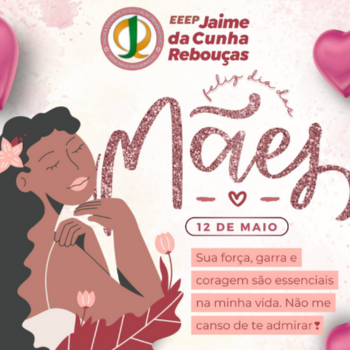 EEEP Jaime
da Cunha
Rebouças
feliz dia das
Mães
12 DE MAIO
Sua força, garra e
coragem são essenciais
na minha vida. Não me
canso de te admirar!